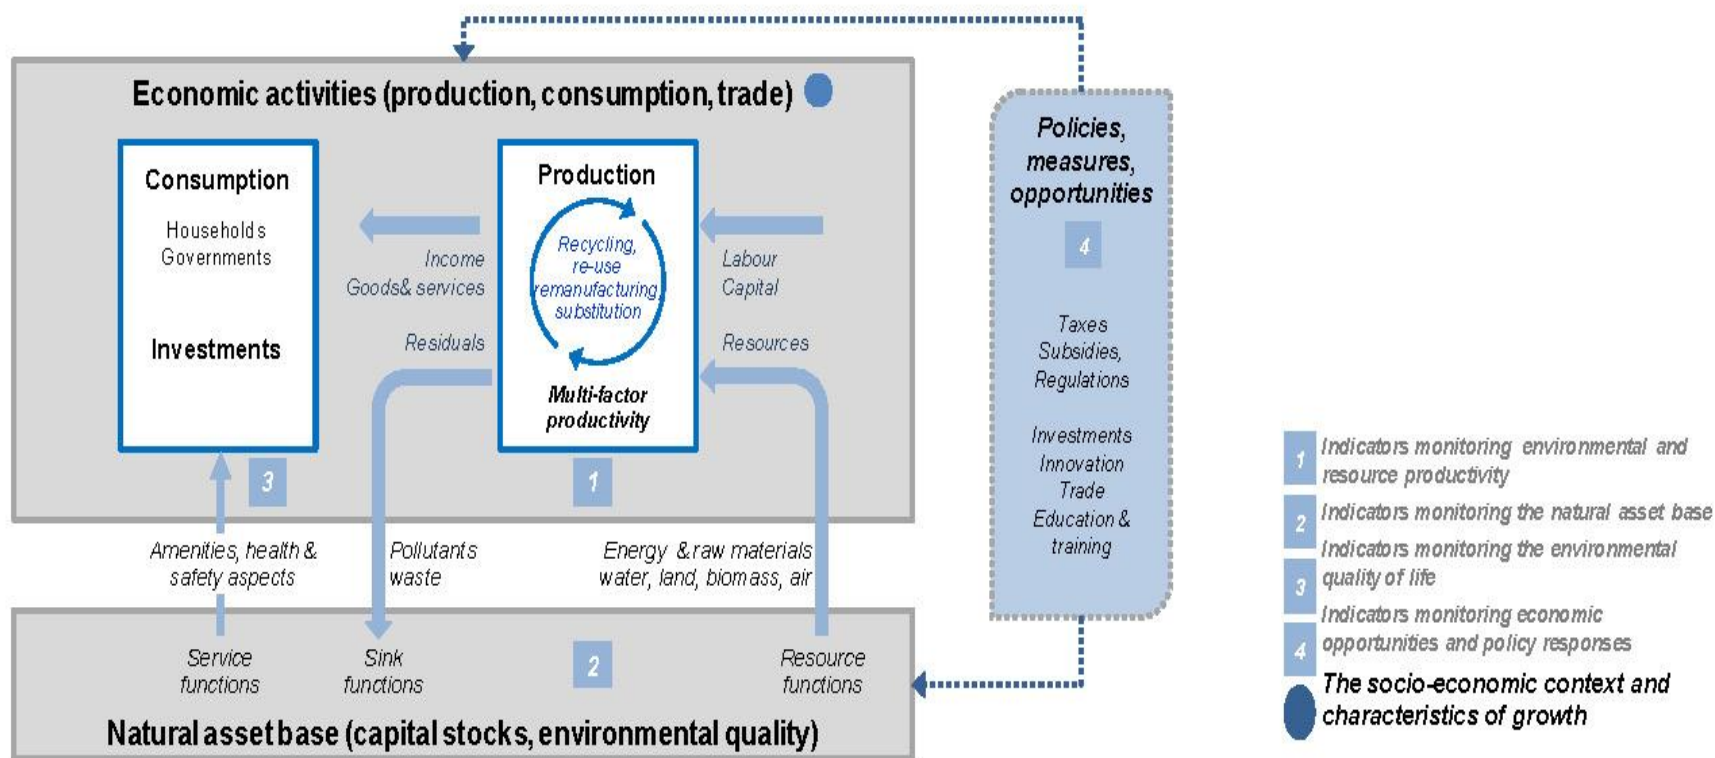 Economic activities (production, consumption, trade)
Consumption
Households
Governments
Investments
Income
Goods& services
Residuals
Production
Recycling,
re-use
remanufacturing
substitution
Multi-factor
productivity
Labour
Capital
Resources
3
1
Amenities, health &
safety aspects
Pollutants
waste
Energy & raw materials
water, land, biomass, air
Service
functions
Sink
functions
2
Resource
functions
Natural asset base (capital stocks, environmental quality)
Policies,
measures,
opportunities
4
Taxes
Subsidies,
Regulations
Investments
Innovation
Trade
Education &
training
1 Indicators monitoring environmental and
resource productivity
2 Indicators monitoring the natural asset base
3 Indicators monitoring the environmental
quality of life
4 Indicators monitoring economic
opportunities and policy responses
The socio-economic context and
characteristics of growth